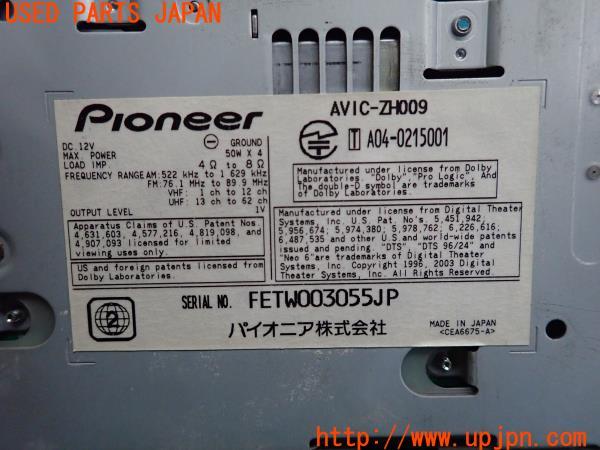 USED PARTS JAPAN
Pioneer
AVIC-ZH009
DC 12V
GROUND
MAX. POWER 50W X 4
LOAD IMP. 4 Ω to 8 Ω
FREQUENCY RANGE AM: 522 kHz to 1 629 kHz
FM: 76.1 MHz to 89.9 MHz
VHF: 1 ch to 12 ch
UHF: 13 ch to 62 ch
OUTPUT LEVEL 1V
T A04-0215001
Apparatus Claims of U.S. Patent Nos.
4,631,603, 4,577,216, 4,819,098, and
4,907,093 licensed for limited
viewing uses only.
US and foreign patents licensed from
Dolby Laboratories.
Manufactured under license from Dolby
Laboratories. "Dolby", "Pro Logic", and
The double-D symbol are trademarks
of Dolby Laboratories.
Manufactured under license from Digital Theater
Systems, Inc. U.S. Pat. No's. 5,451,942;
5,956,674; 5,974,380; 5,978,762; 6,226,616;
6,487,535 and other U.S. and world-wide patents
issued and pending. "DTS" "DTS 96/24" and
"Neo 6"are trademarks of Digital Theater
Systems, Inc. Copyright 1996, 2003 Digital
Theater Systems, Inc. All Rights Reserved.
2
SERIAL NO. FETW003055JP
パイオニア株式会社
MADE IN JAPAN
<CEA6675-A>
(U) http://www.upjpn.com